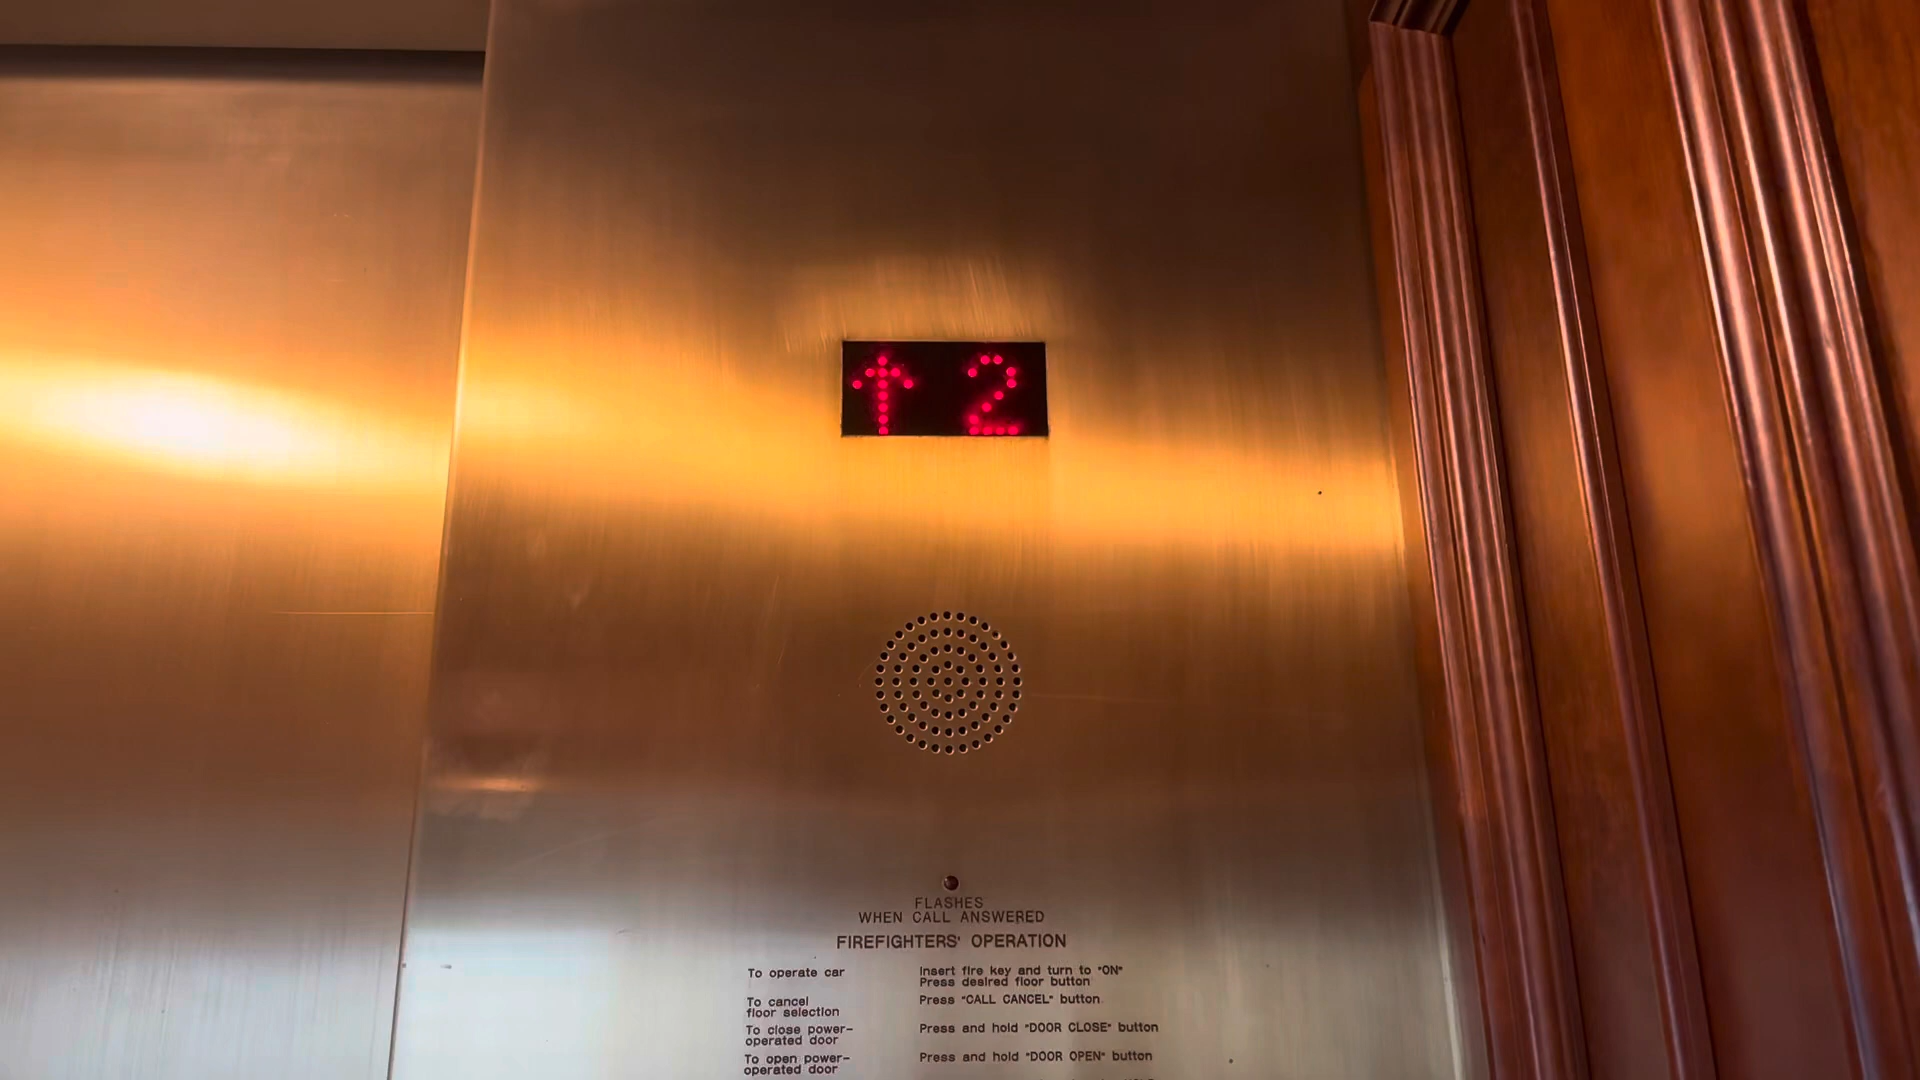 ↑ 2
FLASHES
WHEN CALL ANSWERED
FIREFIGHTERS' OPERATION
To operate car
Insert fire key and turn to "ON"
Press desired floor button
To cancel
floor selection
Press "CALL CANCEL" button
To close power-
operated door
Press and hold "DOOR CLOSE" button
To open power-
operated door
Press and hold "DOOR OPEN" button